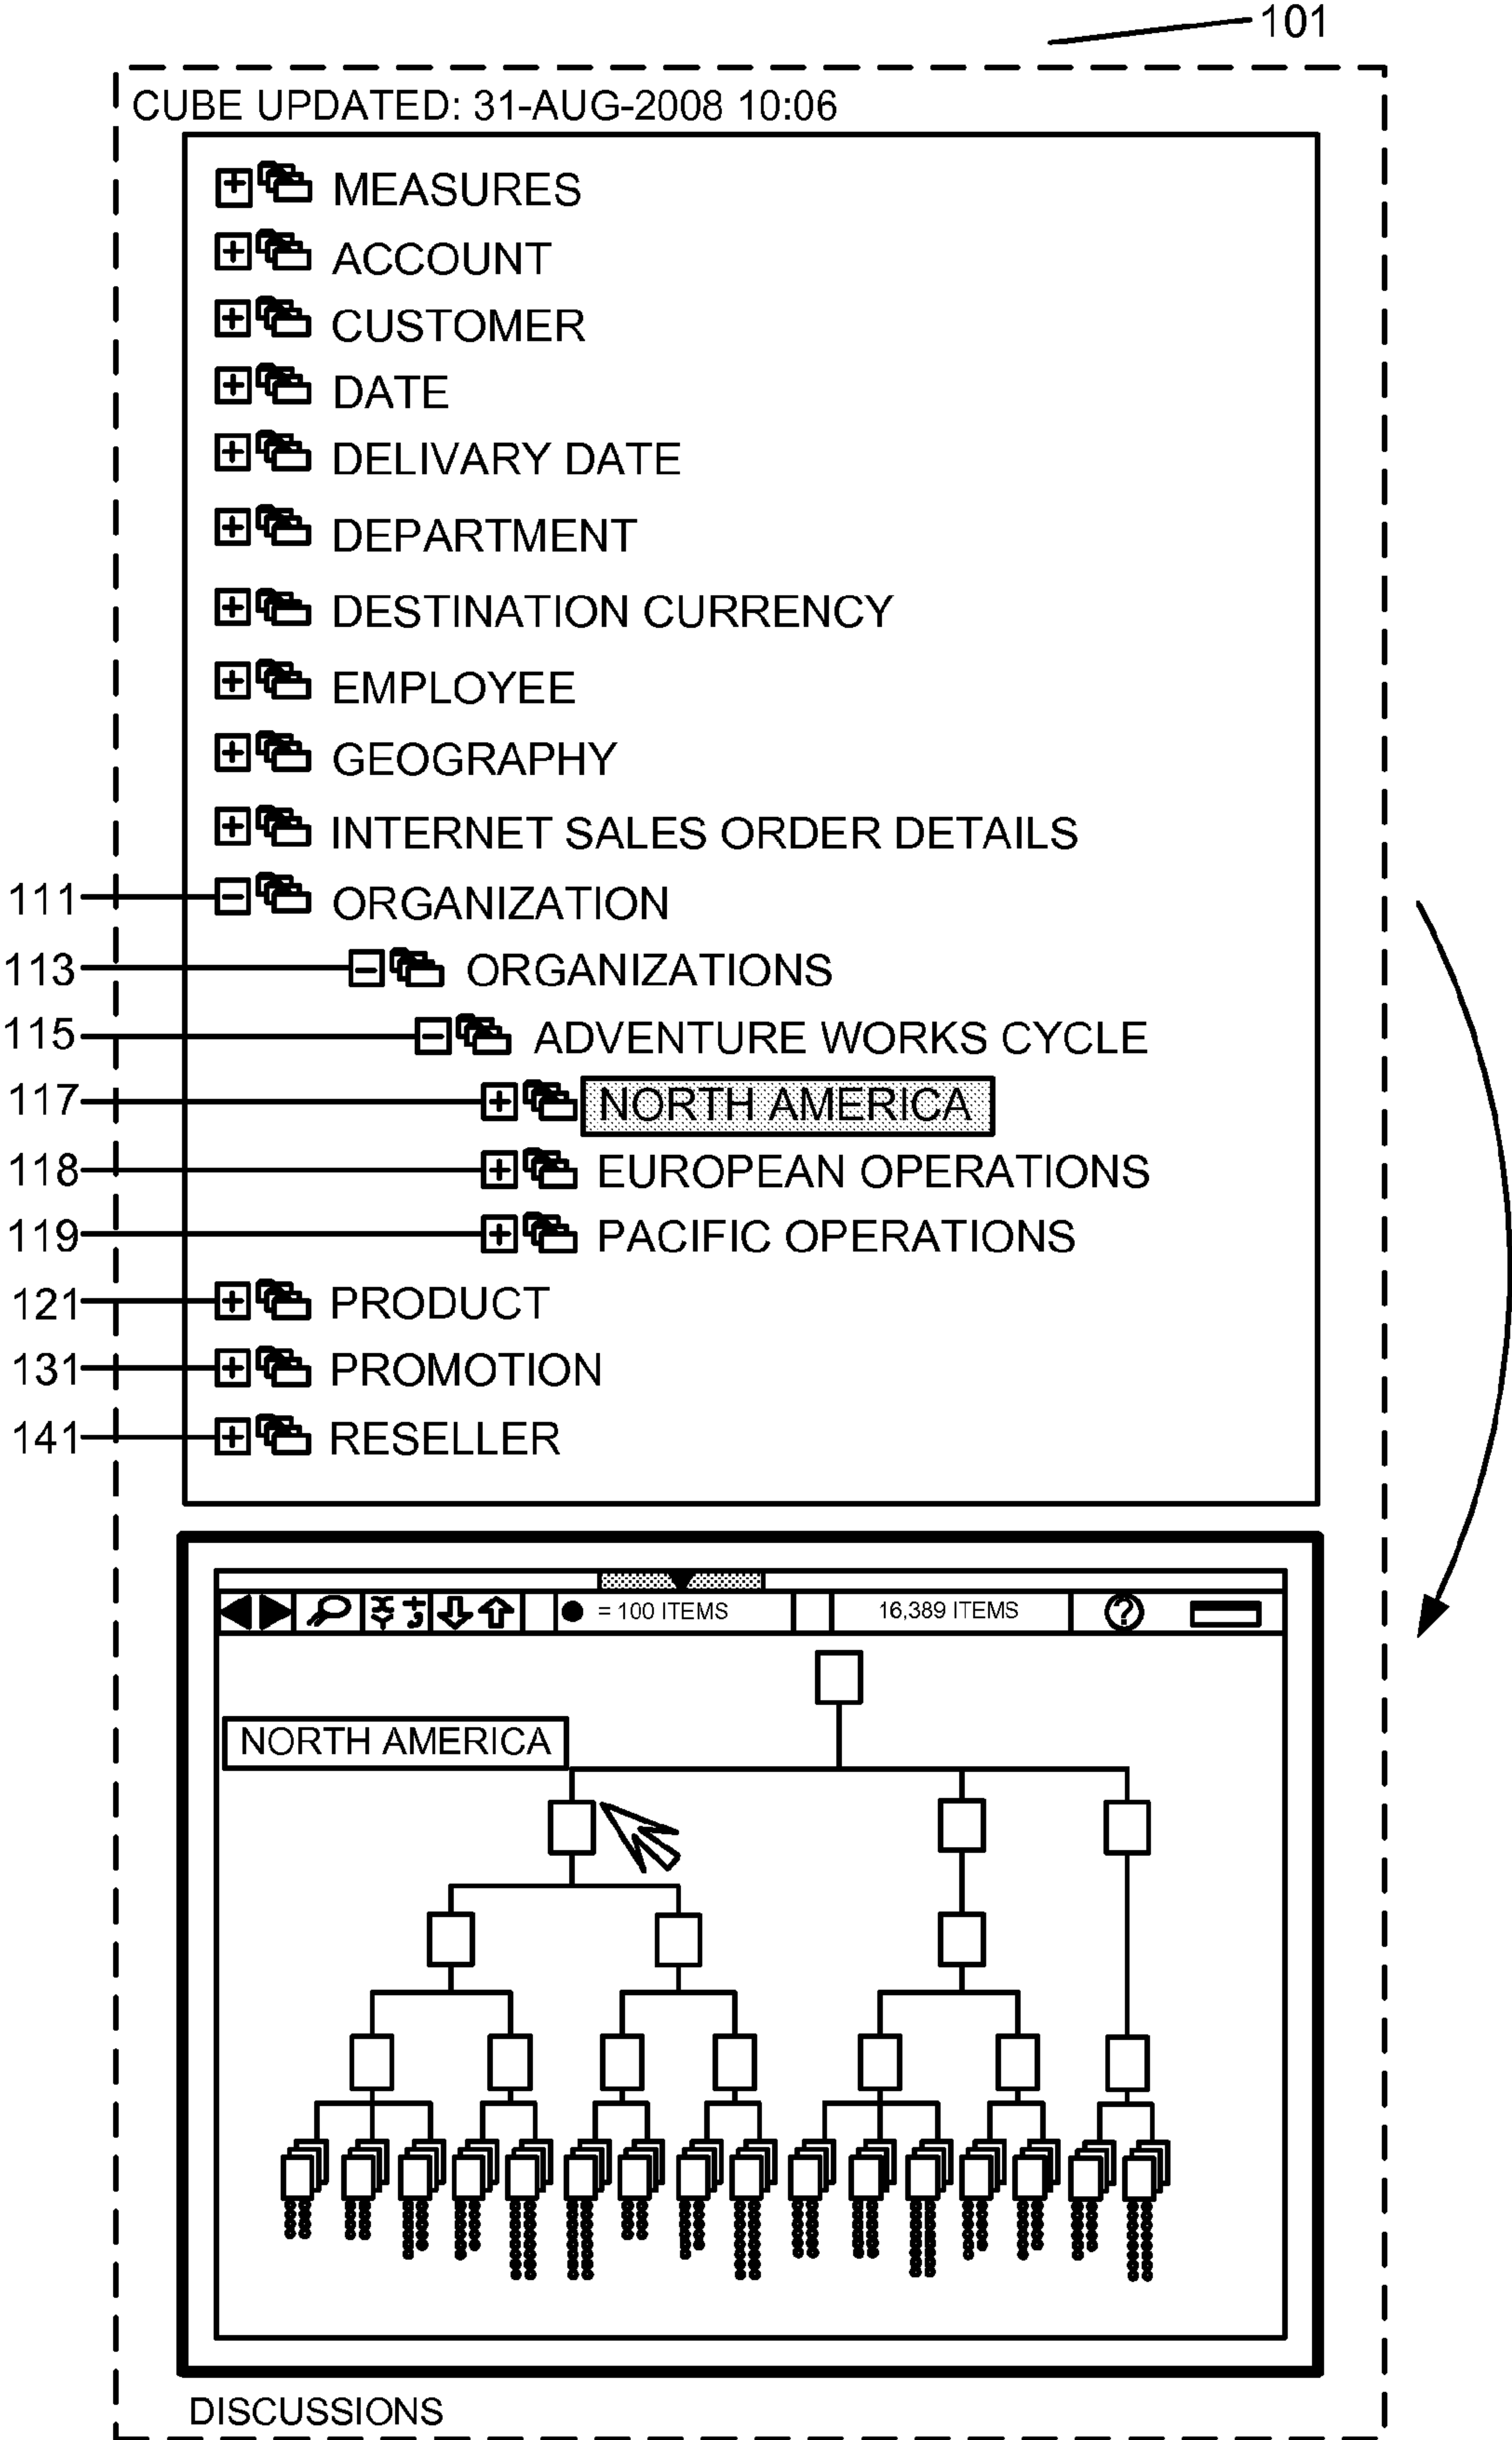 101
CUBE UPDATED: 31-AUG-2008 10:06
MEASURES
ACCOUNT
CUSTOMER
DATE
DELIVARY DATE
DEPARTMENT
DESTINATION CURRENCY
EMPLOYEE
GEOGRAPHY
INTERNET SALES ORDER DETAILS
111 ORGANIZATION
113 ORGANIZATIONS
115 ADVENTURE WORKS CYCLE
117 NORTH AMERICA
118 EUROPEAN OPERATIONS
119 PACIFIC OPERATIONS
121 PRODUCT
131 PROMOTION
141 RESELLER
= 100 ITEMS 16,389 ITEMS ?
NORTH AMERICA
DISCUSSIONS